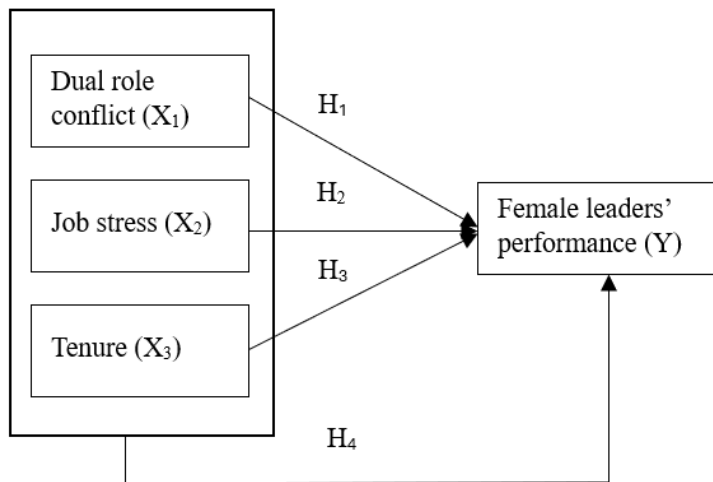 Dual role
conflict (X₁)
H₁
Job stress (X₂)
H₂
Female leaders’
performance (Y)
H₃
Tenure (X₃)
H₄